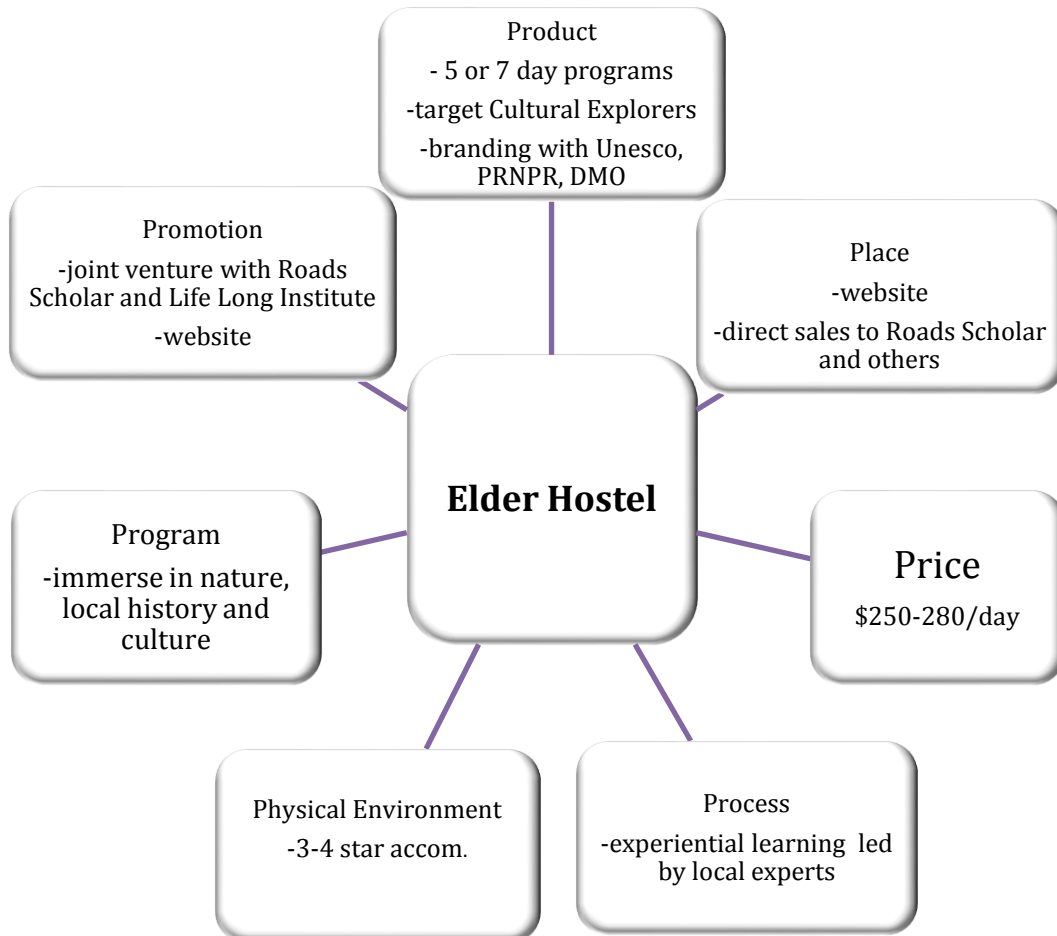 Product
- 5 or 7 day programs
-target Cultural Explorers
-branding with Unesco,
PRNPR, DMO
Promotion
-joint venture with Roads
Scholar and Life Long Institute
-website
Place
-website
-direct sales to Roads Scholar
and others
Elder Hostel
Program
-immerse in nature,
local history and
culture
Price
$250-280/day
Physical Environment
-3-4 star accom.
Process
-experiential learning led
by local experts